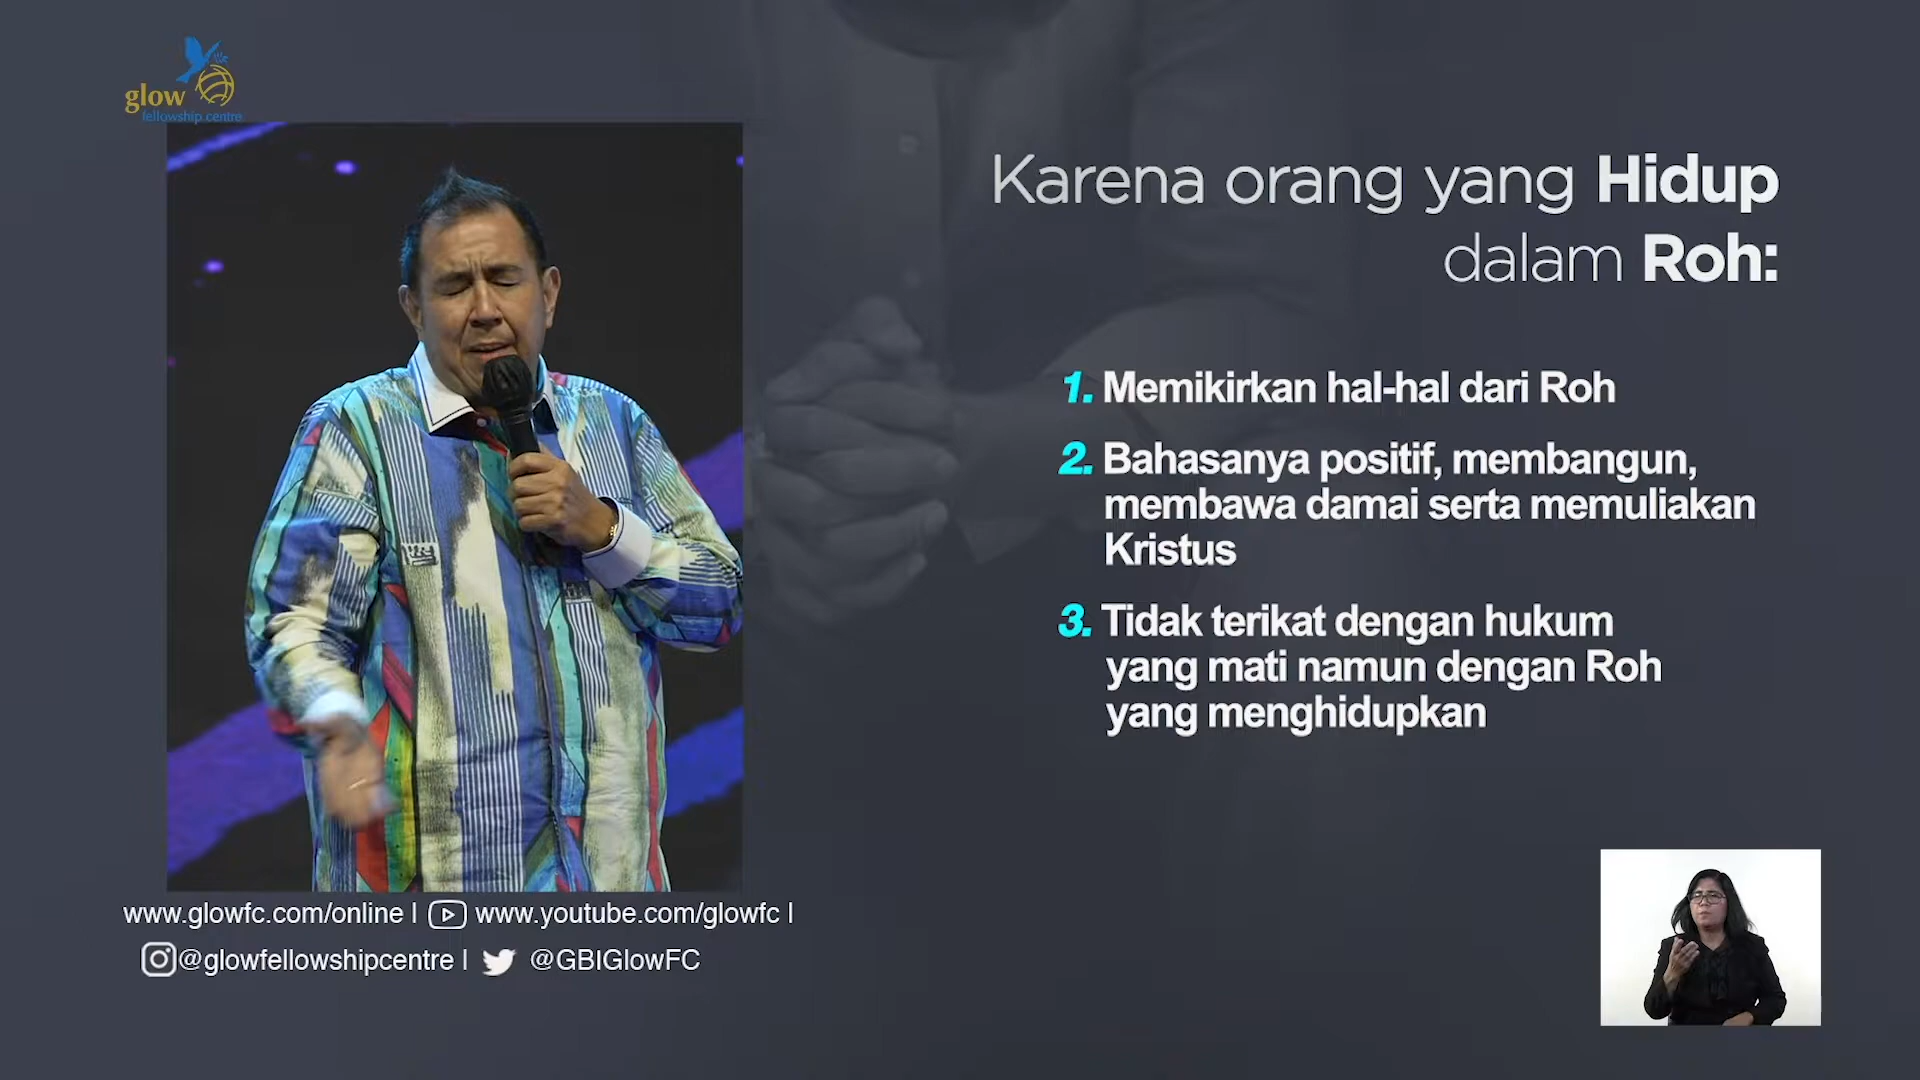 glow
fellowship centre
Karena orang yang Hidup
dalam Roh:
1. Memikirkan hal-hal dari Roh
2. Bahasanya positif, membangun,
membawa damai serta memuliakan
Kristus
3. Tidak terikat dengan hukum
yang mati namun dengan Roh
yang menghidupkan
www.glowfc.com/online | www.youtube.com/glowfc |
@glowfellowshipcentre | @GBIGlowFC